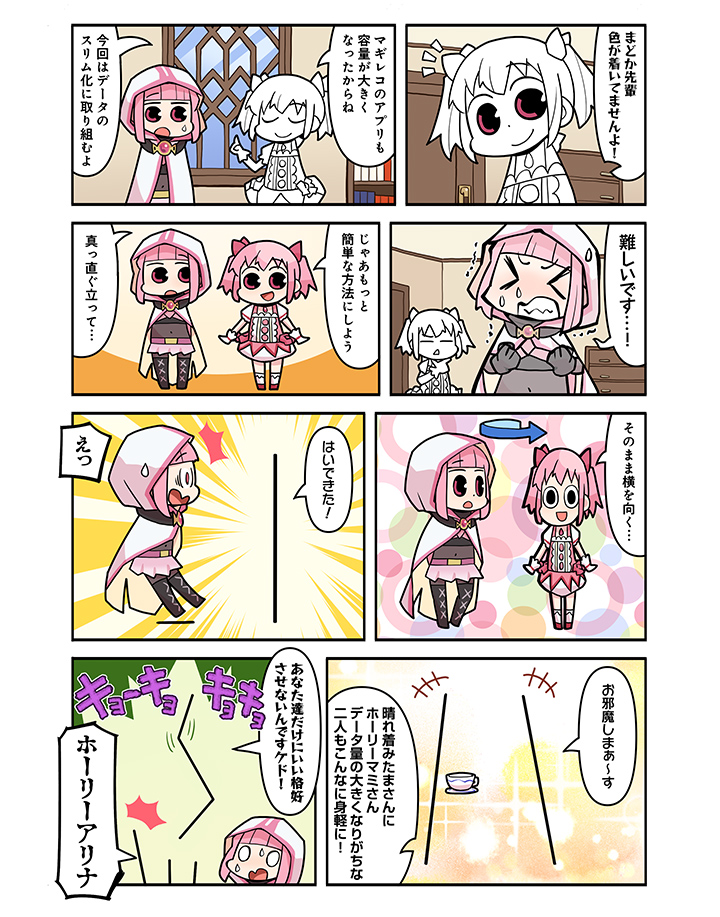 まどか先輩
色が着いてませんよ！
マギレコのアプリも
容量が大きく
なったからね
今回はデータの
スリム化に取り組むよ
難しいです…！
じゃあもっと
簡単な方法にしよう
真っ直ぐ立って…
そのまま横を向く…
はいできた！
えっ
お邪魔しまぁ〜す
晴れ着みたまさんに
ホーリーマミさん
データ量の大きくなりがちな
二人もこんなに身軽に！
あなた達だけにいい格好
させないんですケド！
キョキョ
キョーキョ
ホーリーアリナ